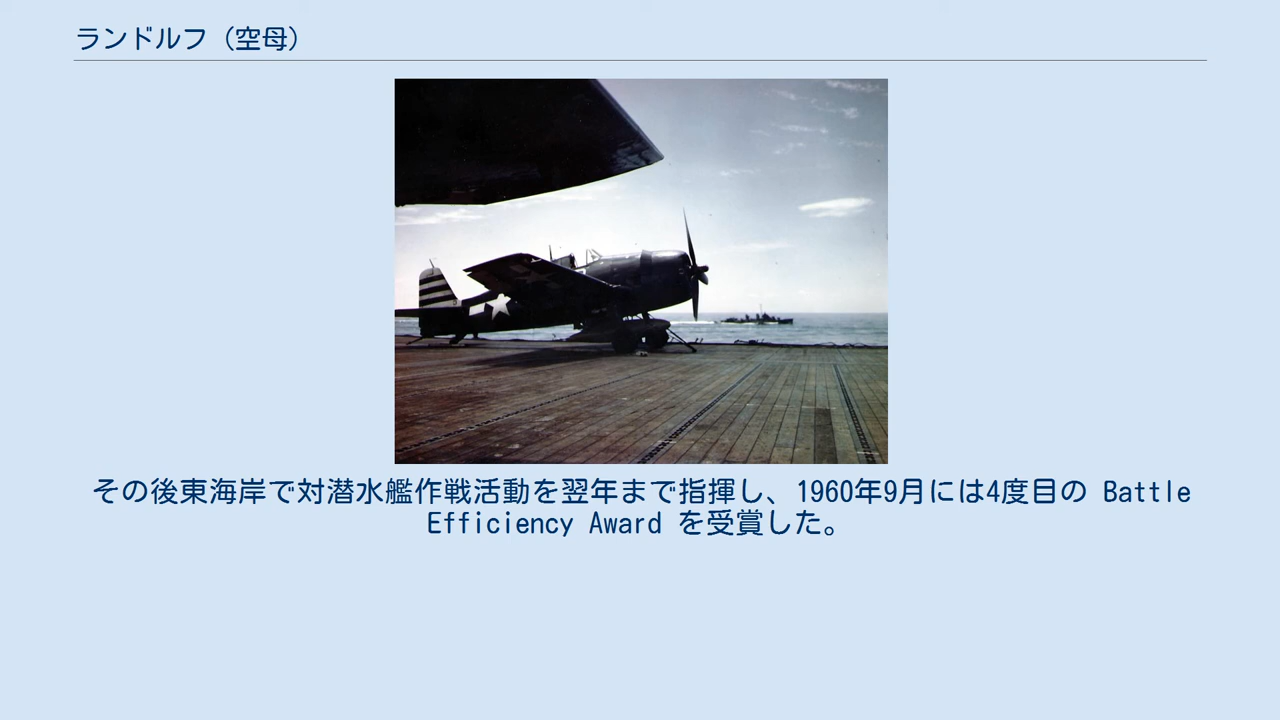 ランドルフ（空母）
その後東海岸で対潜水艦作戦活動を翌年まで指揮し、1960年9月には4度目の Battle
Efficiency Award を受賞した。